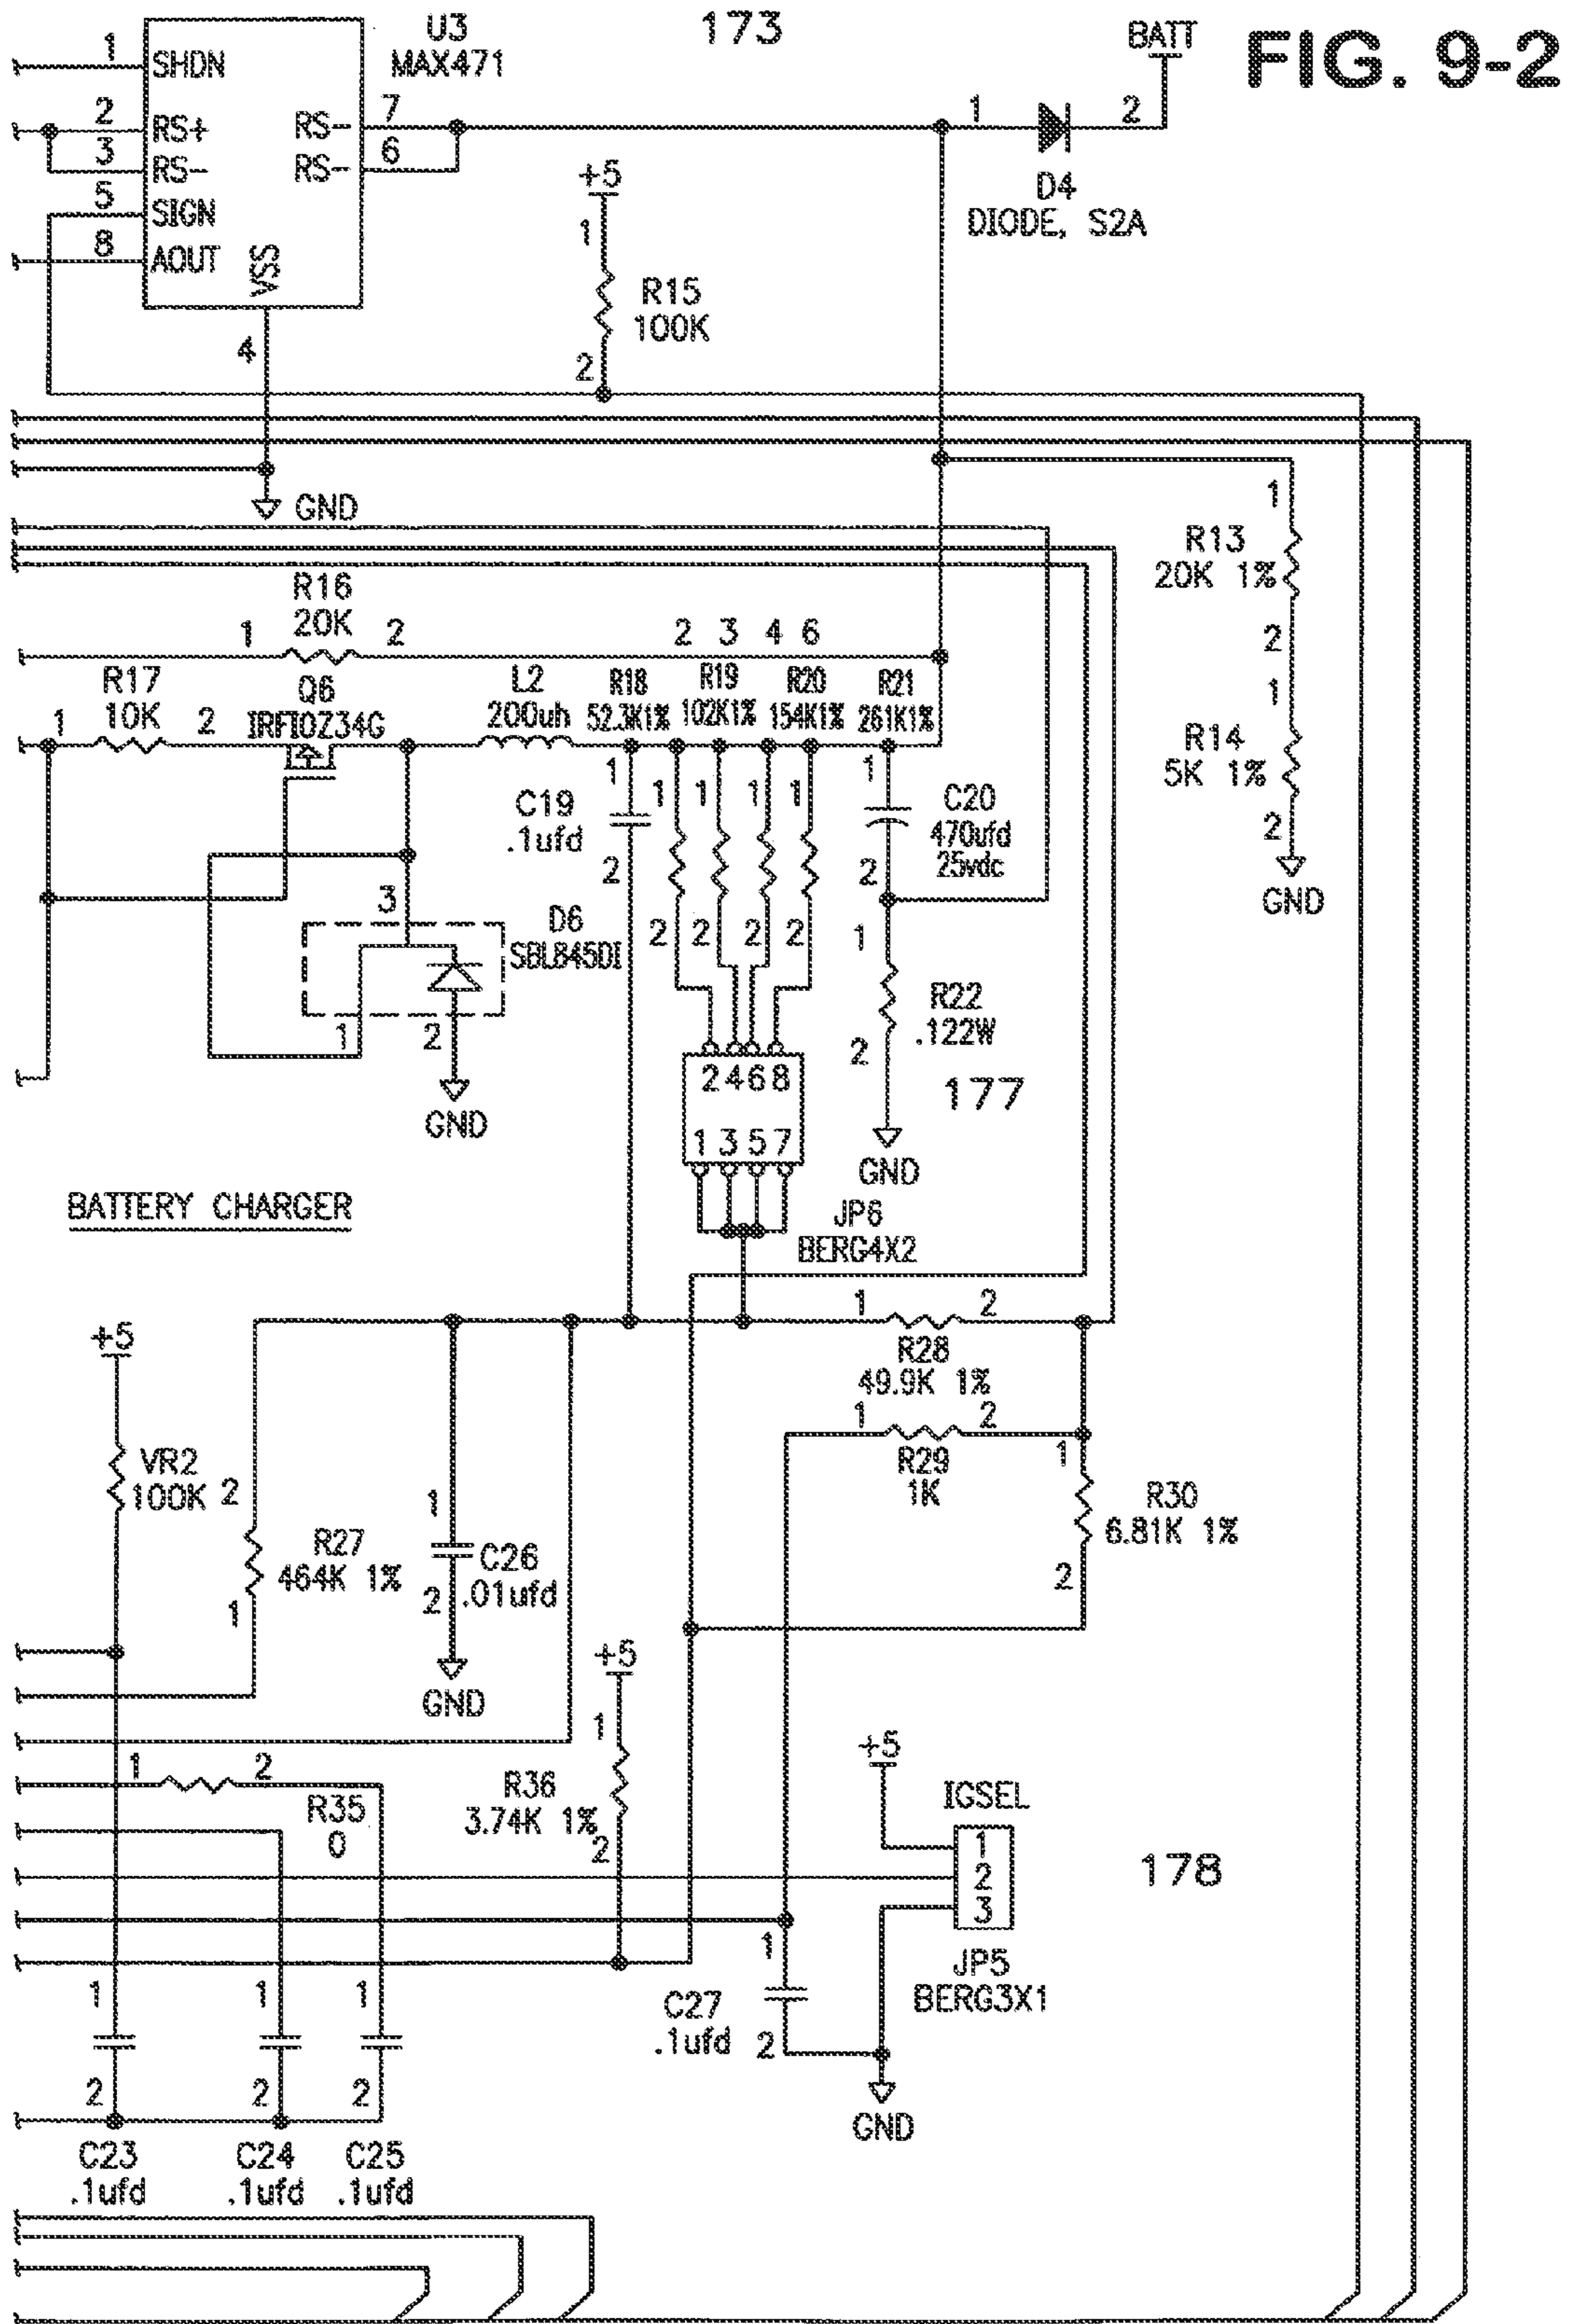 U3
173
BATT
FIG. 9-2
MAX471
1
SHDN
2
RS+
RS-
7
3
RS-
RS-
6
5
SIGN
8
AOUT
VSS
4
1
2
D4
DIODE, S2A
+5
1
R15
100K
2
GND
1
R13
20K 1%
2
1
R14
5K 1%
2
GND
R16
1
20K
2
2 3 4 6
R17
10K
1
2
Q6
IRFIOZ34G
L2
200uh
R18
52.3K1%
R19
102K1%
R20
154K1%
R21
261K1%
1
C19
.1ufd
2
1
1
1
1
2
2
2
2
1
C20
470ufd
25vdc
2
3
D6
SBL845DI
1
2
GND
1
R22
.122W
2
GND
177
2468
1357
JP6
BERG4X2
BATTERY CHARGER
1
2
R28
49.9K 1%
1
2
R29
1K
1
R30
6.81K 1%
2
+5
VR2
100K
2
R27
464K 1%
1
1
C26
.01ufd
2
GND
+5
1
R36
3.74K 1%
2
1
2
R35
0
+5
IGSEL
1
2
3
JP5
BERG3X1
178
1
C27
.1ufd
2
GND
1
1
1
2
2
2
C23
.1ufd
C24
.1ufd
C25
.1ufd